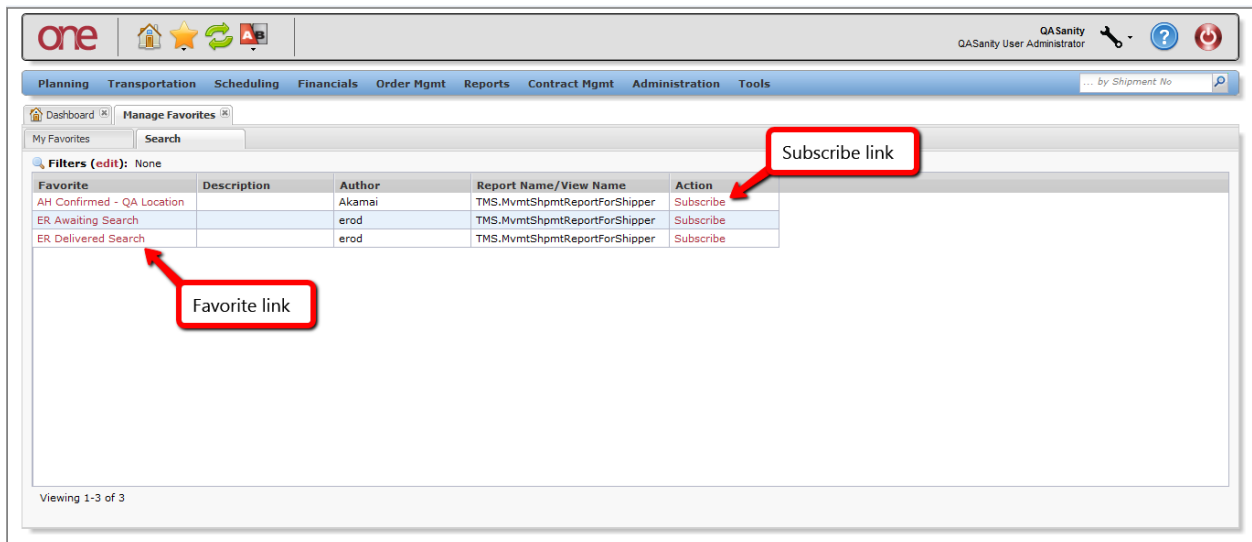 one
AB
QASanity
QASanity User Administrator
?
Planning Transportation Scheduling Financials Order Mgmt Reports Contract Mgmt Administration Tools
... by Shipment No
Dashboard Manage Favorites
My Favorites Search
Filters (edit): None
Subscribe link
Favorite Description Author Report Name/View Name Action
AH Confirmed - QA Location Akamai TMS.MvmtShpmtReportForShipper Subscribe
ER Awaiting Search erod TMS.MvmtShpmtReportForShipper Subscribe
ER Delivered Search erod TMS.MvmtShpmtReportForShipper Subscribe
Favorite link
Viewing 1-3 of 3